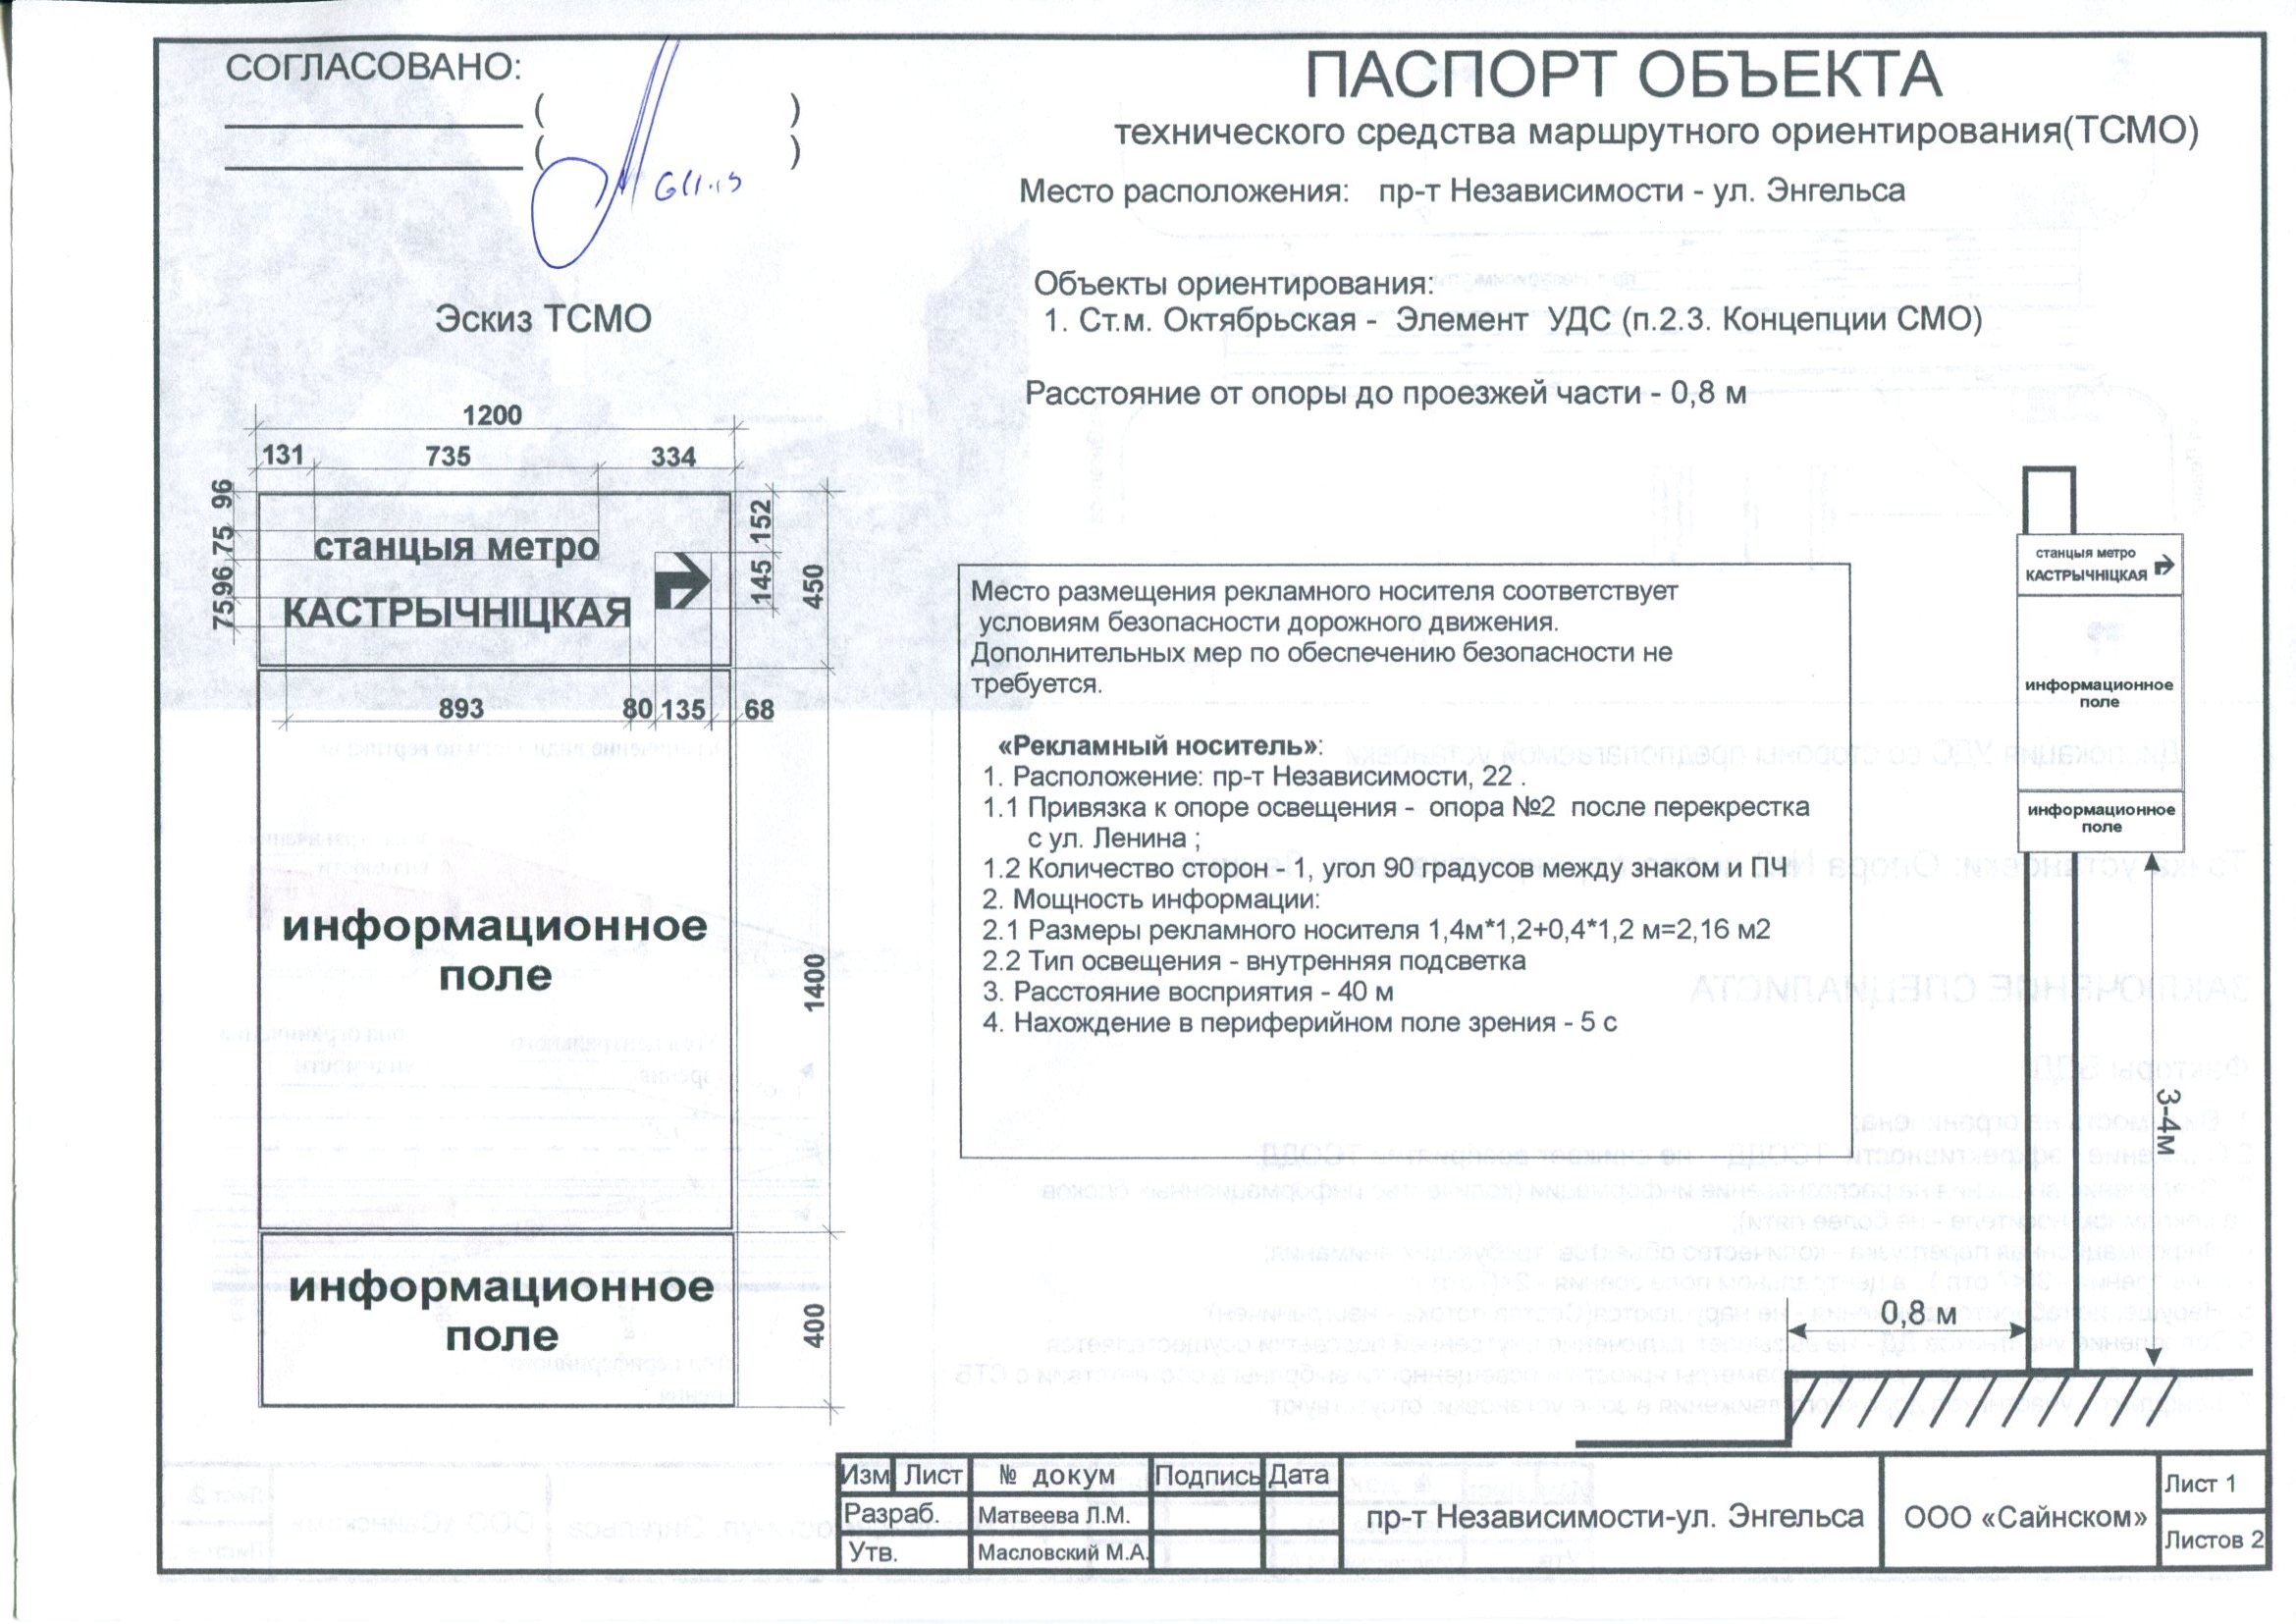 СОГЛАСОВАНО:
( )
( )
ПАСПОРТ ОБЪЕКТА
технического средства маршрутного ориентирования(ТСМО)
Место расположения: пр-т Независимости - ул. Энгельса
Объекты ориентирования:
1. Ст.м. Октябрьская - Элемент УДС (п.2.3. Концепции СМО)
Расстояние от опоры до проезжей части - 0,8 м
Эскиз ТСМО
1200
131 735 334
96
75
96
75
152
145
450
станцыя метро
КАСТРЫЧНІЦКАЯ
893 80 135 68
информационное
поле
1400
информационное
поле
400
Место размещения рекламного носителя соответствует
условиям безопасности дорожного движения.
Дополнительных мер по обеспечению безопасности не
требуется.
«Рекламный носитель»:
1. Расположение: пр-т Независимости, 22 .
1.1 Привязка к опоре освещения - опора №2 после перекрестка
с ул. Ленина ;
1.2 Количество сторон - 1, угол 90 градусов между знаком и ПЧ
2. Мощность информации:
2.1 Размеры рекламного носителя 1,4м*1,2+0,4*1,2 м=2,16 м2
2.2 Тип освещения - внутренняя подсветка
3. Расстояние восприятия - 40 м
4. Нахождение в периферийном поле зрения - 5 с
станцыя метро
КАСТРЫЧНІЦКАЯ
информационное
поле
информационное
поле
3-4м
0,8 м
Изм Лист № докум Подпись Дата
Разраб. Матвеева Л.М.
Утв. Масловский М.А.
пр-т Независимости-ул. Энгельса
ООО «Сайнском»
Лист 1
Листов 2